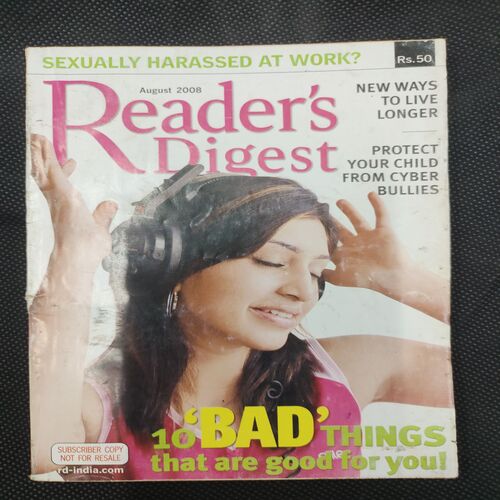 SEXUALLY HARASSED AT WORK?
Rs.50
August 2008
Reader's
Digest
NEW WAYS
TO LIVE
LONGER
PROTECT
YOUR CHILD
FROM CYBER
BULLIES
10 'BAD' THINGS
that are good for you!
SUBSCRIBER COPY
NOT FOR RESALE
rd-india.com